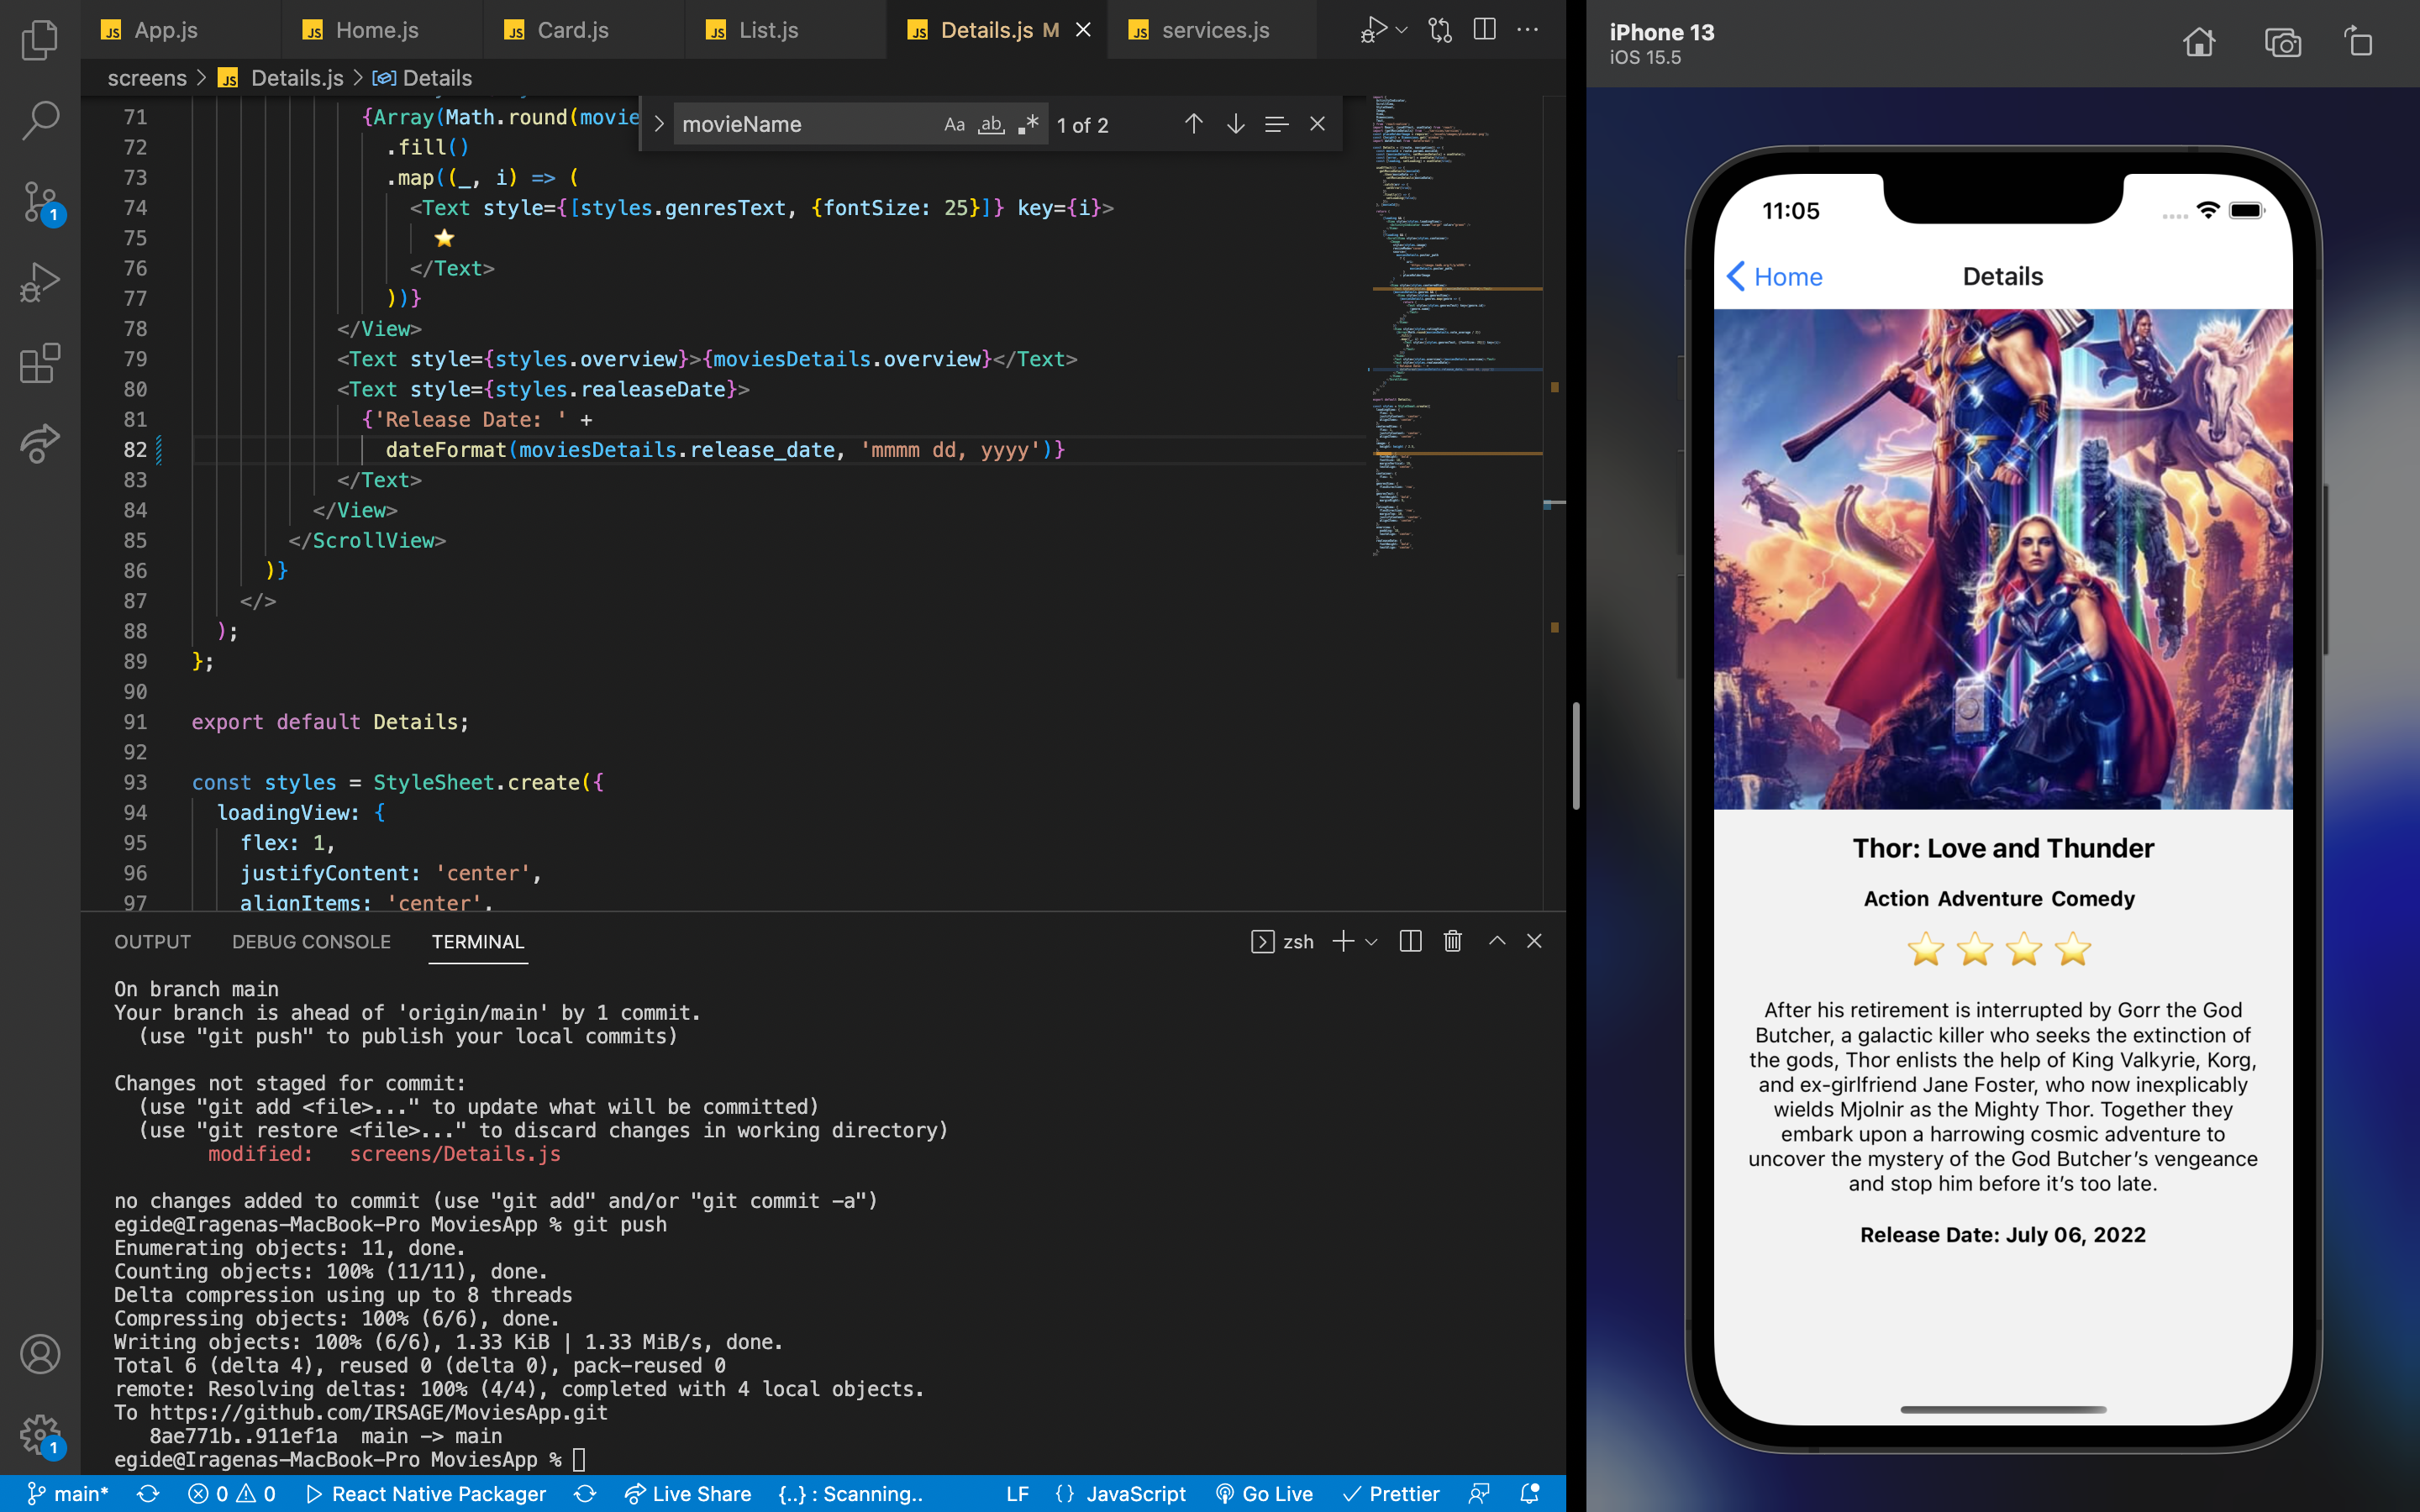 App.js
Home.js
Card.js
List.js
Details.js M
services.js
screens > Details.js > Details
movieName
Aa ab .* 1 of 2
71 {Array(Math.round(movie
72 .fill()
73 .map((_, i) => (
74 <Text style={[styles.genresText, {fontSize: 25}]} key={i}>
75 ⭐
76 </Text>
77 ))}
78 </View>
79 <Text style={styles.overview}>{moviesDetails.overview}</Text>
80 <Text style={styles.realeaseDate}>
81 {'Release Date: ' +
82 dateFormat(moviesDetails.release_date, 'mmmm dd, yyyy')}
83 </Text>
84 </View>
85 </ScrollView>
86 )}
87 </>
88 );
89 };
90
91 export default Details;
92
93 const styles = StyleSheet.create({
94 loadingView: {
95 flex: 1,
96 justifyContent: 'center',
97 alignItems: 'center',
OUTPUT DEBUG CONSOLE TERMINAL
zsh
On branch main
Your branch is ahead of 'origin/main' by 1 commit.
(use "git push" to publish your local commits)
Changes not staged for commit:
(use "git add <file>..." to update what will be committed)
(use "git restore <file>..." to discard changes in working directory)
modified: screens/Details.js
no changes added to commit (use "git add" and/or "git commit -a")
egide@Iragenas-MacBook-Pro MoviesApp % git push
Enumerating objects: 11, done.
Counting objects: 100% (11/11), done.
Delta compression using up to 8 threads
Compressing objects: 100% (6/6), done.
Writing objects: 100% (6/6), 1.33 KiB | 1.33 MiB/s, done.
Total 6 (delta 4), reused 0 (delta 0), pack-reused 0
remote: Resolving deltas: 100% (4/4), completed with 4 local objects.
To https://github.com/IRSAGE/MoviesApp.git
8ae771b..911ef1a main -> main
egide@Iragenas-MacBook-Pro MoviesApp %
1
1
main* 0 0 React Native Packager Live Share {..} : Scanning.. LF {} JavaScript Go Live Prettier
iPhone 13
iOS 15.5
11:05
Home
Details
Thor: Love and Thunder
Action Adventure Comedy
After his retirement is interrupted by Gorr the God
Butcher, a galactic killer who seeks the extinction of
the gods, Thor enlists the help of King Valkyrie, Korg,
and ex-girlfriend Jane Foster, who now inexplicably
wields Mjolnir as the Mighty Thor. Together they
embark upon a harrowing cosmic adventure to
uncover the mystery of the God Butcher’s vengeance
and stop him before it’s too late.
Release Date: July 06, 2022